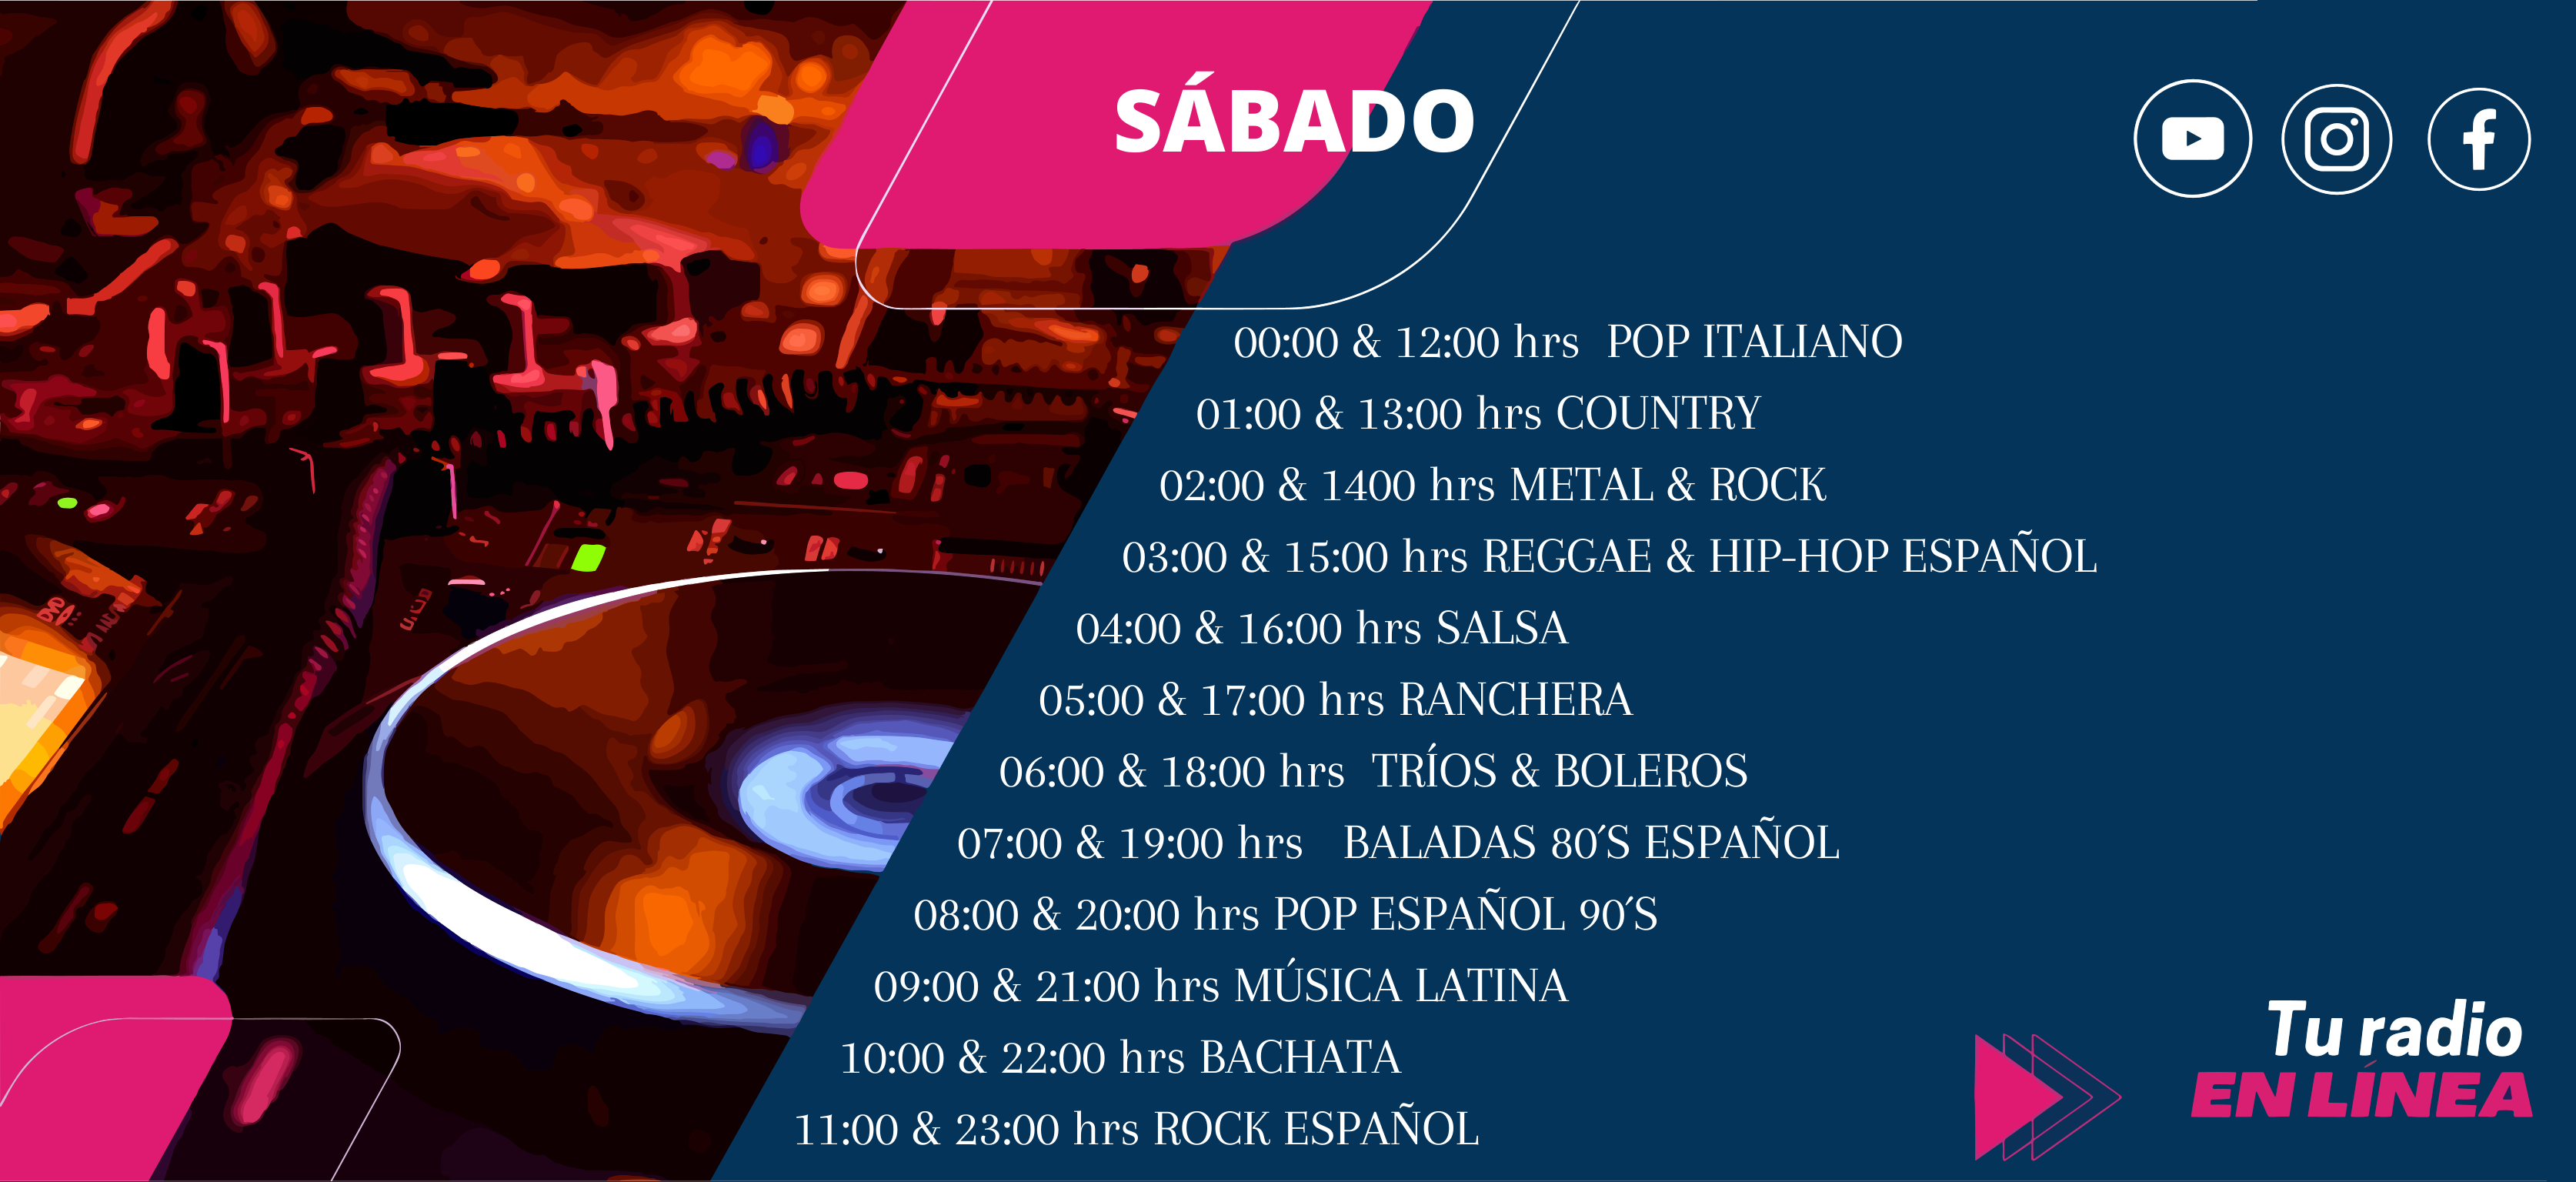 SÁBADO
00:00 & 12:00 hrs POP ITALIANO
01:00 & 13:00 hrs COUNTRY
02:00 & 1400 hrs METAL & ROCK
03:00 & 15:00 hrs REGGAE & HIP-HOP ESPAÑOL
04:00 & 16:00 hrs SALSA
05:00 & 17:00 hrs RANCHERA
06:00 & 18:00 hrs TRÍOS & BOLEROS
07:00 & 19:00 hrs BALADAS 80´S ESPAÑOL
08:00 & 20:00 hrs POP ESPAÑOL 90´S
09:00 & 21:00 hrs MÚSICA LATINA
10:00 & 22:00 hrs BACHATA
11:00 & 23:00 hrs ROCK ESPAÑOL
Tu radio
EN LÍNEA